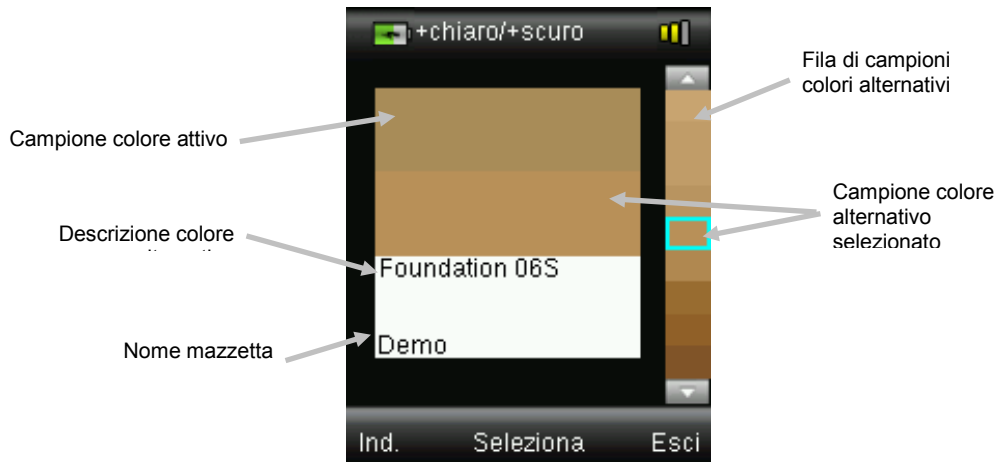 +chiaro/+scuro
Fila di campioni
colori alternativi
Campione colore attivo
Campione colore
alternativo
selezionato
Descrizione colore
Foundation 06S
Nome mazzetta
Demo
Ind. Seleziona Esci